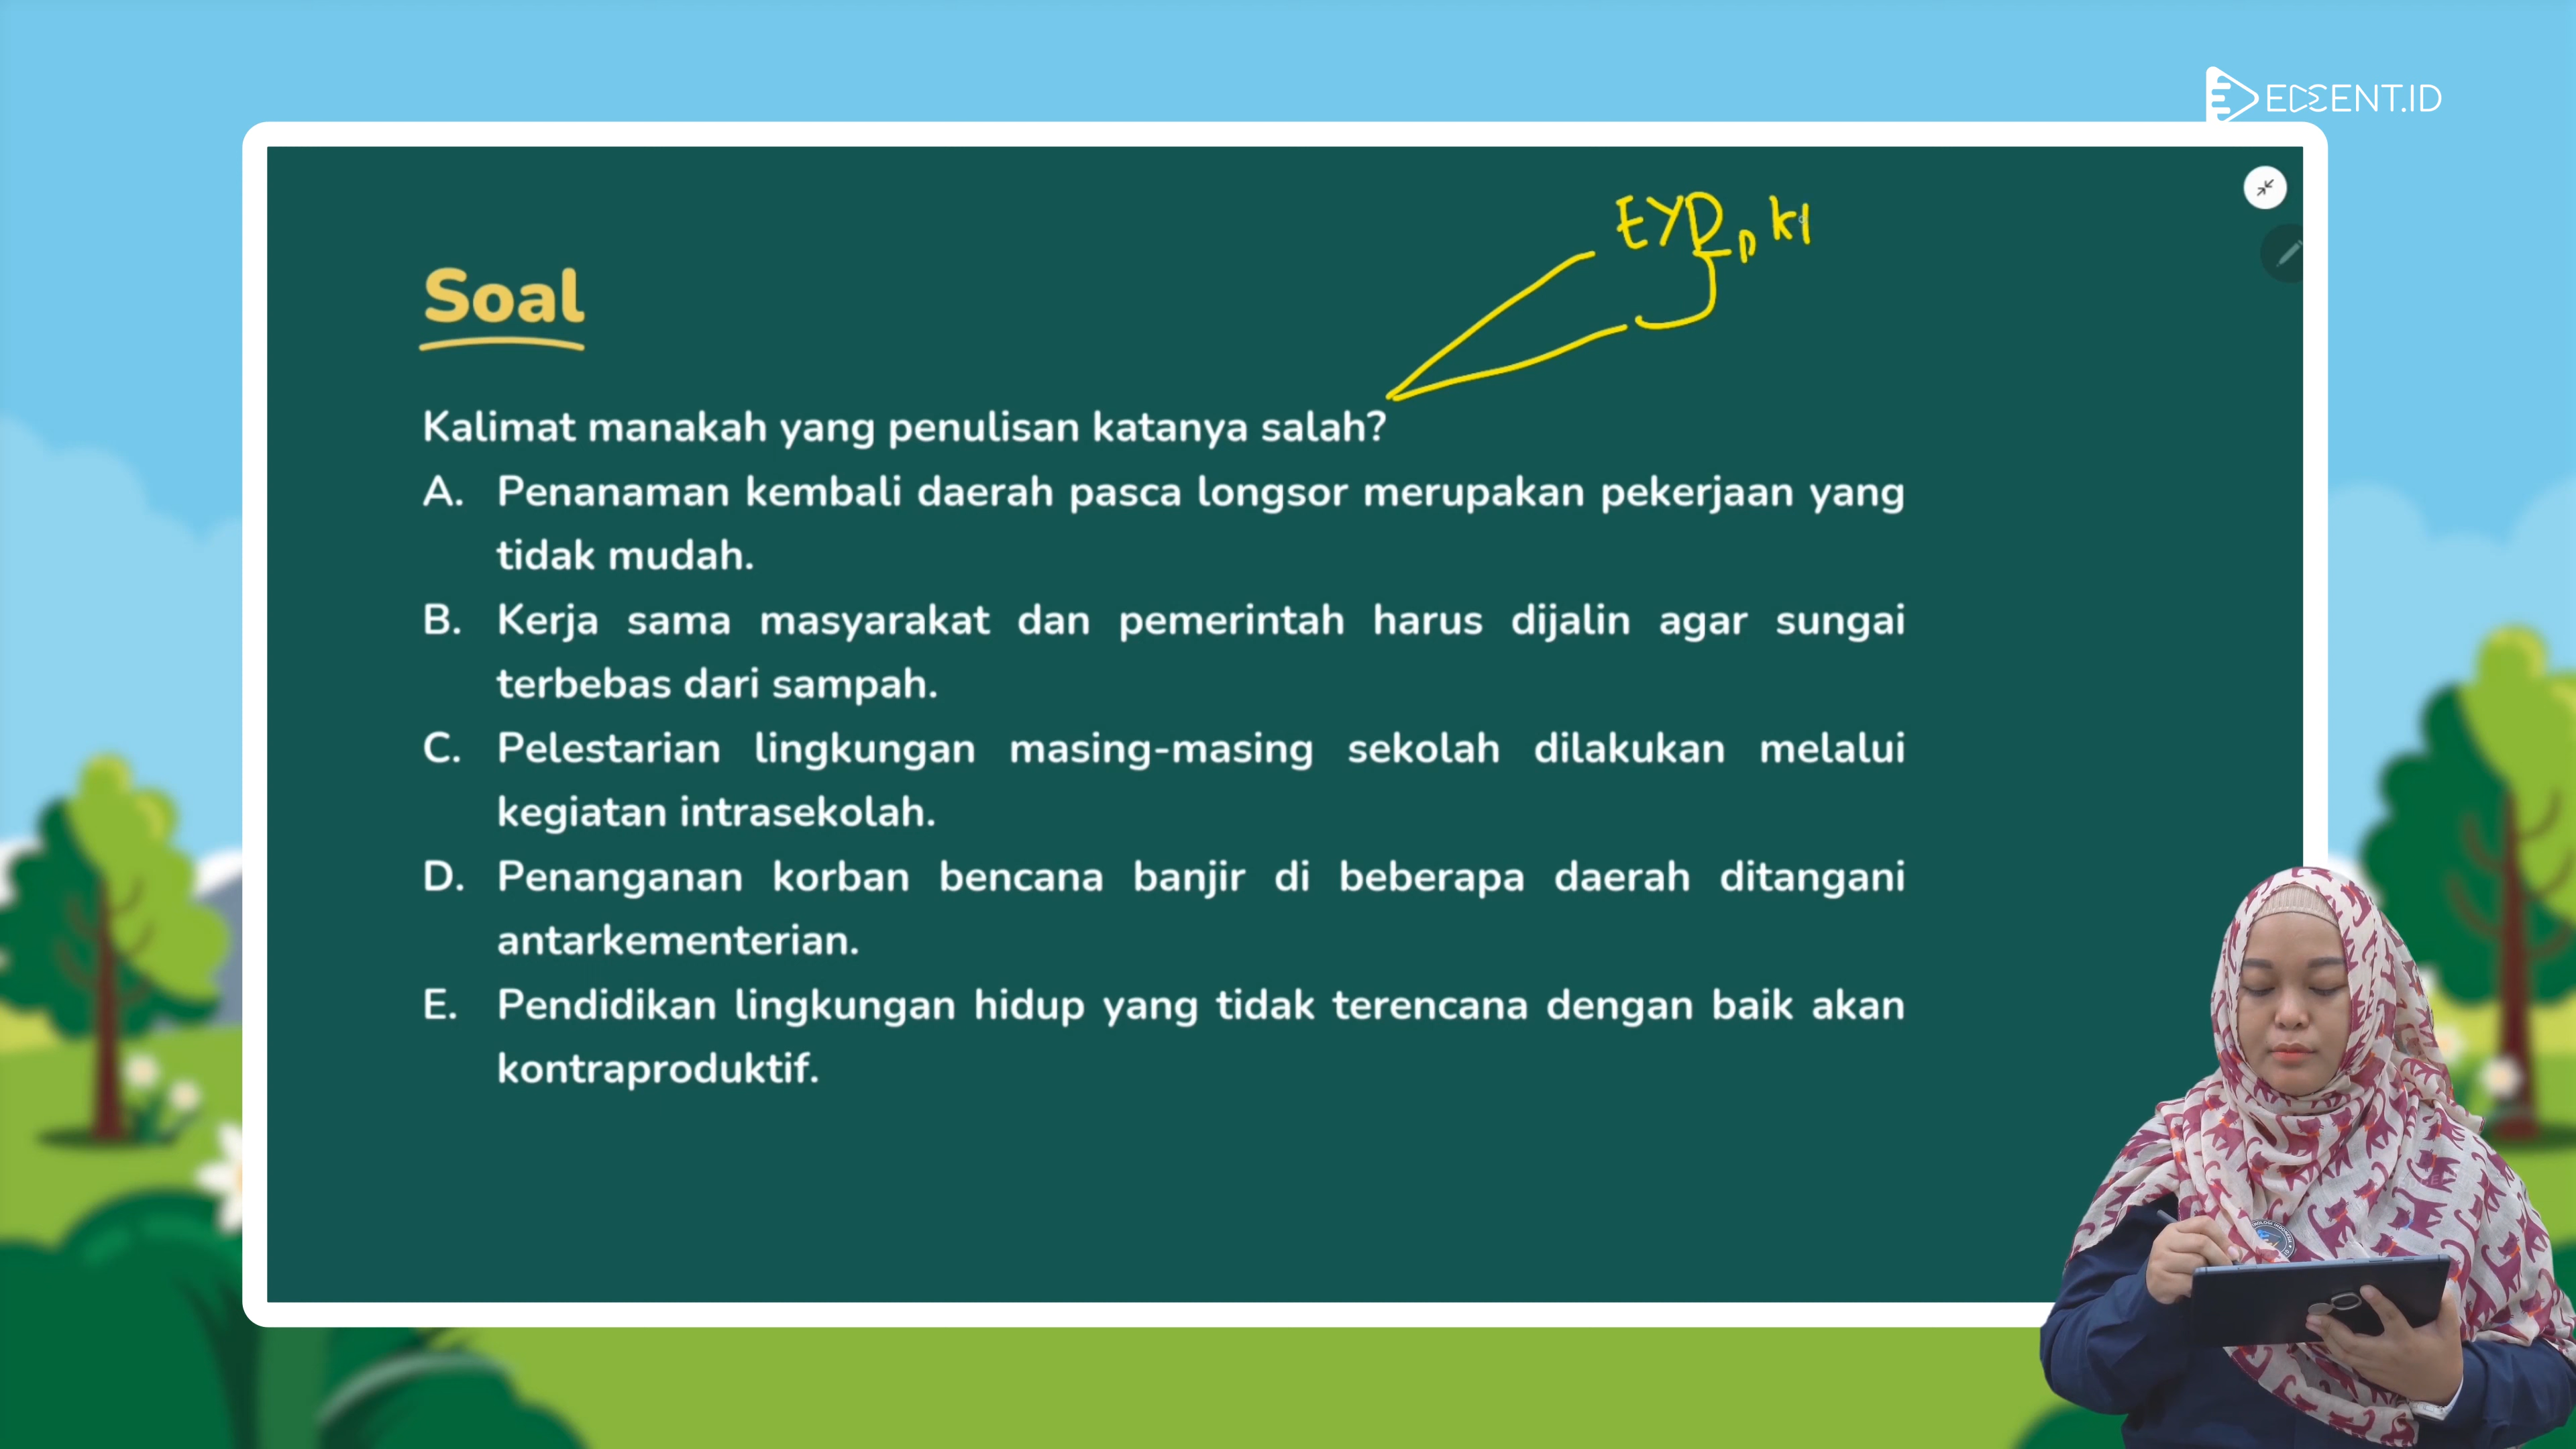 EDCENT.ID
EYD, KI
Soal
Kalimat manakah yang penulisan katanya salah?
A. Penanaman kembali daerah pasca longsor merupakan pekerjaan yang
tidak mudah.
B. Kerja sama masyarakat dan pemerintah harus dijalin agar sungai
terbebas dari sampah.
C. Pelestarian lingkungan masing-masing sekolah dilakukan melalui
kegiatan intrasekolah.
D. Penanganan korban bencana banjir di beberapa daerah ditangani
antarkementerian.
E. Pendidikan lingkungan hidup yang tidak terencana dengan baik akan
kontraproduktif.